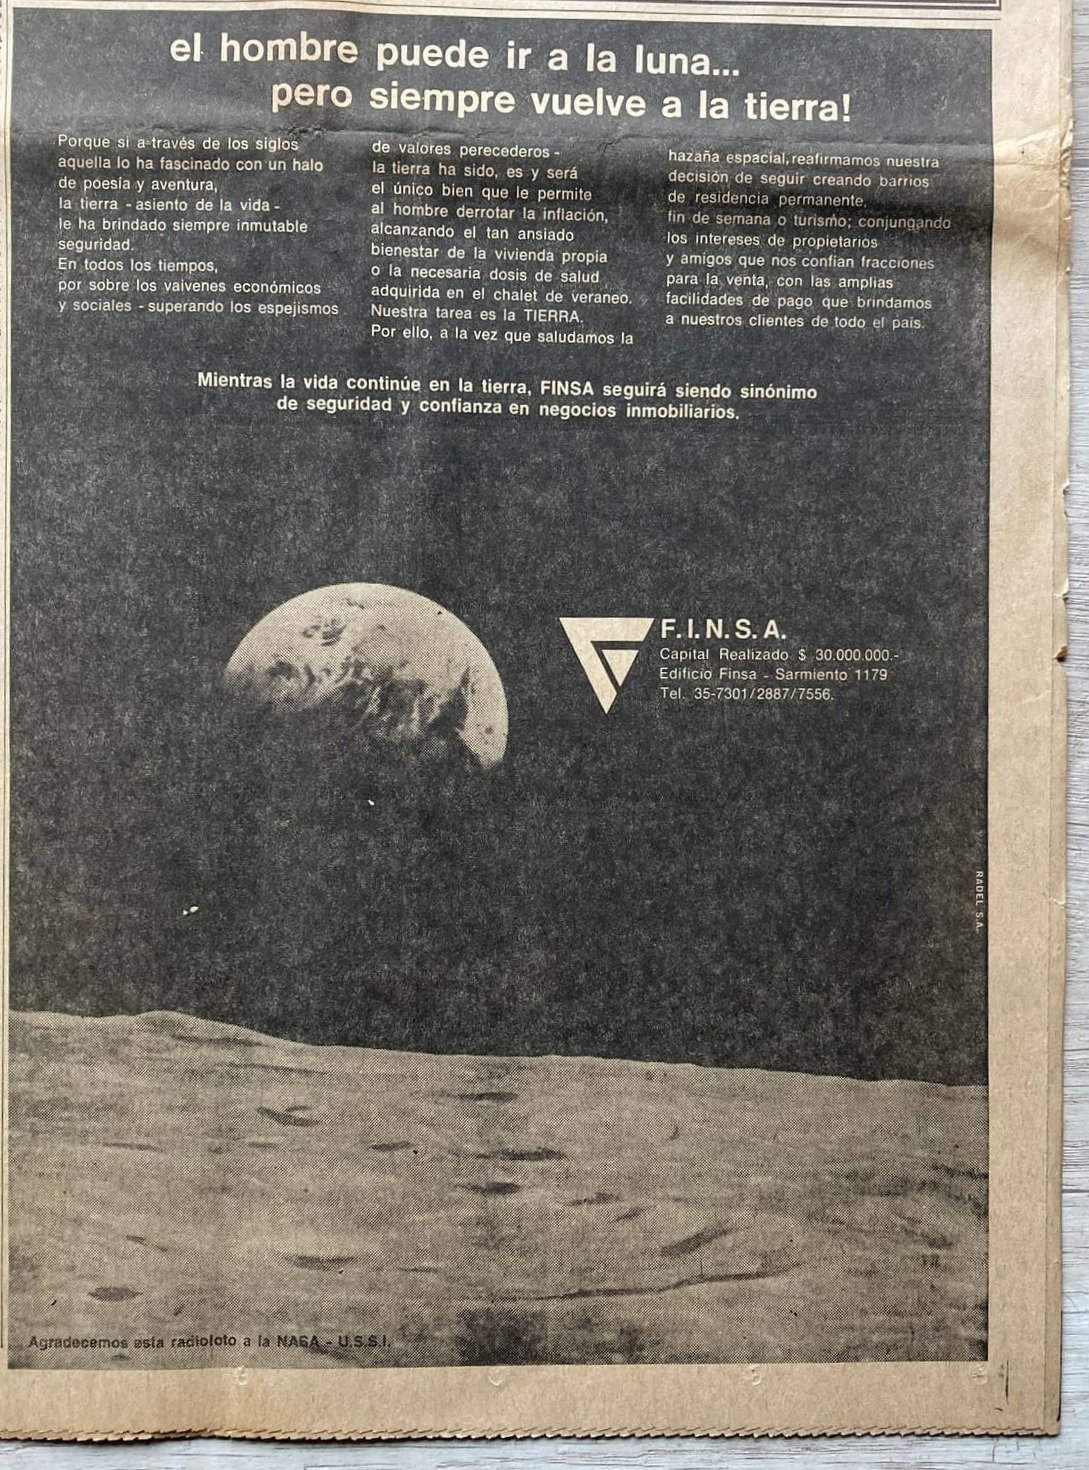 el hombre puede ir a la luna...
pero siempre vuelve a la tierra!
Porque si a través de los siglos
aquella lo ha fascinado con un halo
de poesía y aventura,
la tierra - asiento de la vida -
le ha brindado siempre inmutable
seguridad.
En todos los tiempos,
por sobre los vaivenes económicos
y sociales - superando los espejismos
de valores perecederos -
la tierra ha sido, es y será
el único bien que le permite
al hombre derrotar la inflación,
alcanzando el tan ansiado
bienestar de la vivienda propia
o la necesaria dosis de salud
adquirida en el chalet de veraneo.
Nuestra tarea es la TIERRA.
Por ello, a la vez que saludamos la
hazaña espacial, reafirmamos nuestra
decisión de seguir creando barrios
de residencia permanente,
fin de semana o turismo; conjungando
los intereses de propietarios
y amigos que nos confían fracciones
para la venta, con las amplias
facilidades de pago que brindamos
a nuestros clientes de todo el país.
Mientras la vida continúe en la tierra, FINSA seguirá siendo sinónimo
de seguridad y confianza en negocios inmobiliarios.
F.I.N.S.A.
Capital Realizado $ 30.000.000.-
Edificio Finsa - Sarmiento 1179
Tel. 35-7301/2887/7556.
RADEL S.A.
Agradecemos esta radiofoto a la NASA - U.S.S.I.